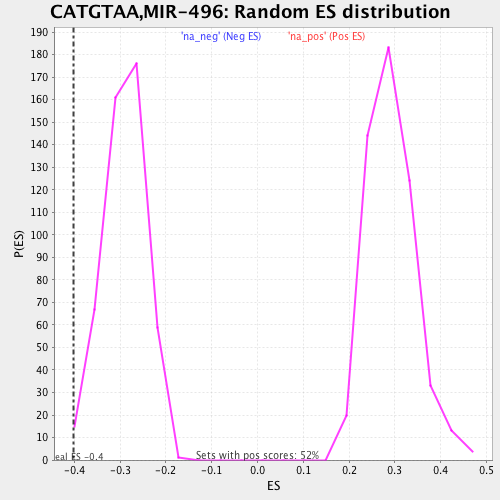 CATGTAA,MIR-496: Random ES distribution
'na_neg' (Neg ES) 'na_pos' (Pos ES)
190
180
170
160
150
140
130
120
110
100
90
80
70
60
50
40
30
20
10
0
P(ES)
eal ES -0.4
Sets with pos scores: 52%
-0.4 -0.3 -0.2 -0.1 0.0 0.1 0.2 0.3 0.4 0.5
ES